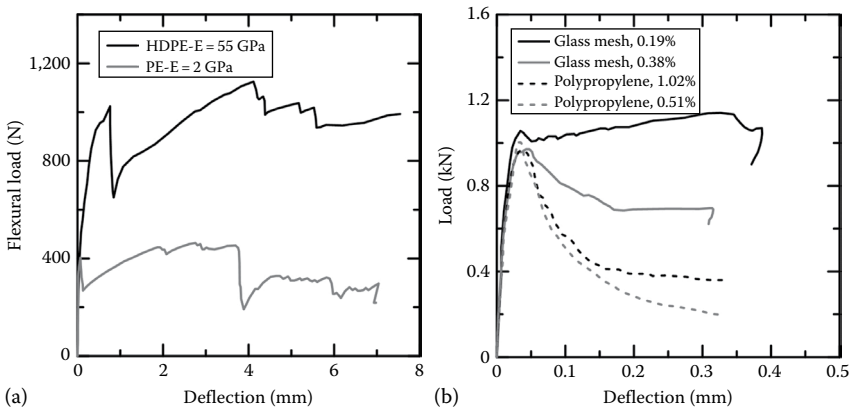 1,200
800
400
0
Flexural load (N)
HDPE-E = 55 GPa
PE-E = 2 GPa
0
2
4
6
8
Deflection (mm)
(a)
1.6
1.2
0.8
0.4
0
Load (kN)
Glass mesh, 0.19%
Glass mesh, 0.38%
Polypropylene, 1.02%
Polypropylene, 0.51%
0
0.1
0.2
0.3
0.4
0.5
Deflection (mm)
(b)